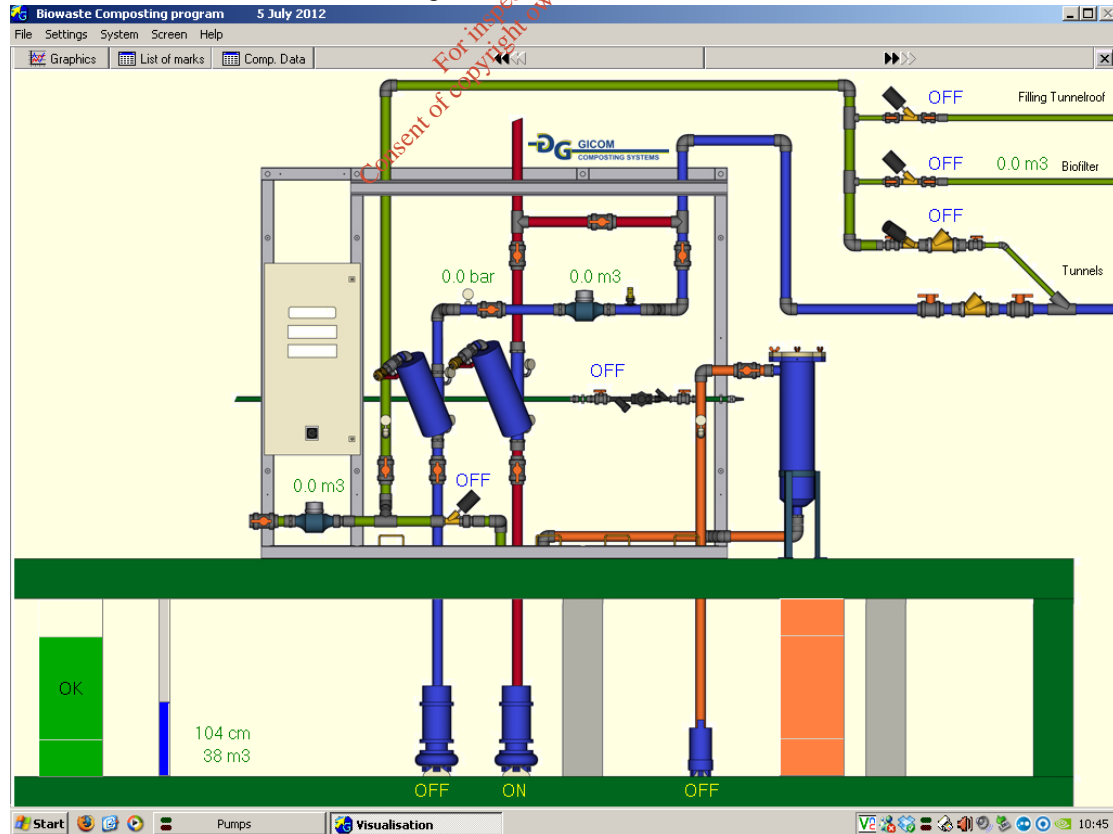 Biowaste Composting program 5 July 2012
File Settings System Screen Help
Graphics List of marks Comp. Data
For inspe
Consent of copyright ow
OFF Filling Tunnelroof
GICOM
COMPOSTING SYSTEMS
OFF 0.0 m3 Biofilter
OFF
Tunnels
0.0 bar 0.0 m3
OFF
0.0 m3 OFF
OK
104 cm
38 m3
OFF ON OFF
Start Pumps Visualisation 10:45